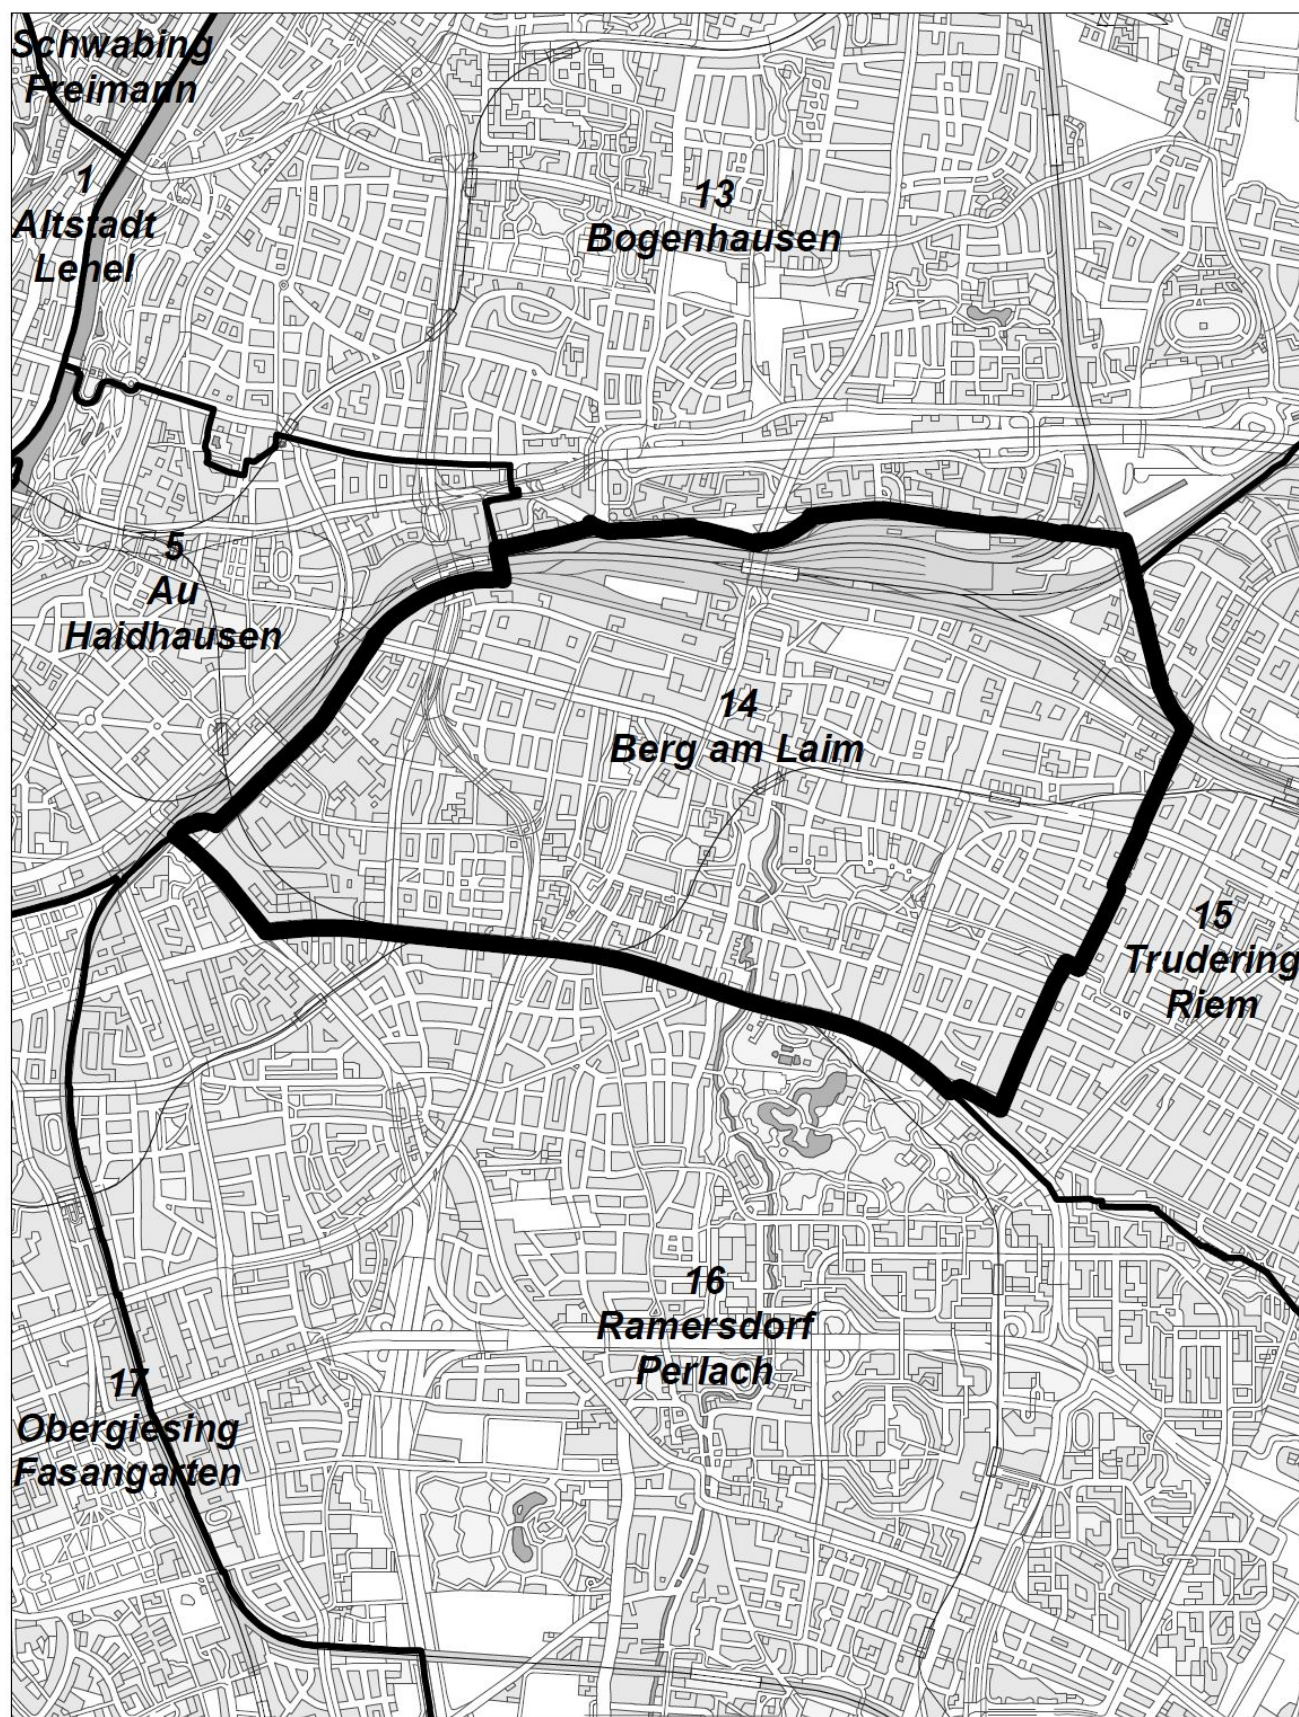 Schwabing
Freimann
1
Altstadt
Lehel
13
Bogenhausen
5
Au
Haidhausen
14
Berg am Laim
15
Trudering
Riem
16
Ramersdorf
Perlach
17
Obergiesing
Fasangarten